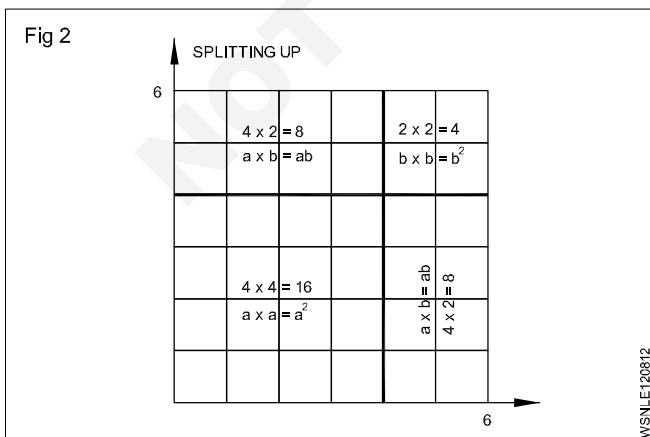 Fig 2
SPLITTING UP
6
4 x 2 = 8
a x b = ab
2 x 2 = 4
b x b = b²
4 x 4 = 16
a x a = a²
a x b = ab
4 x 2 = 8
6
WSNLE120812
NOT